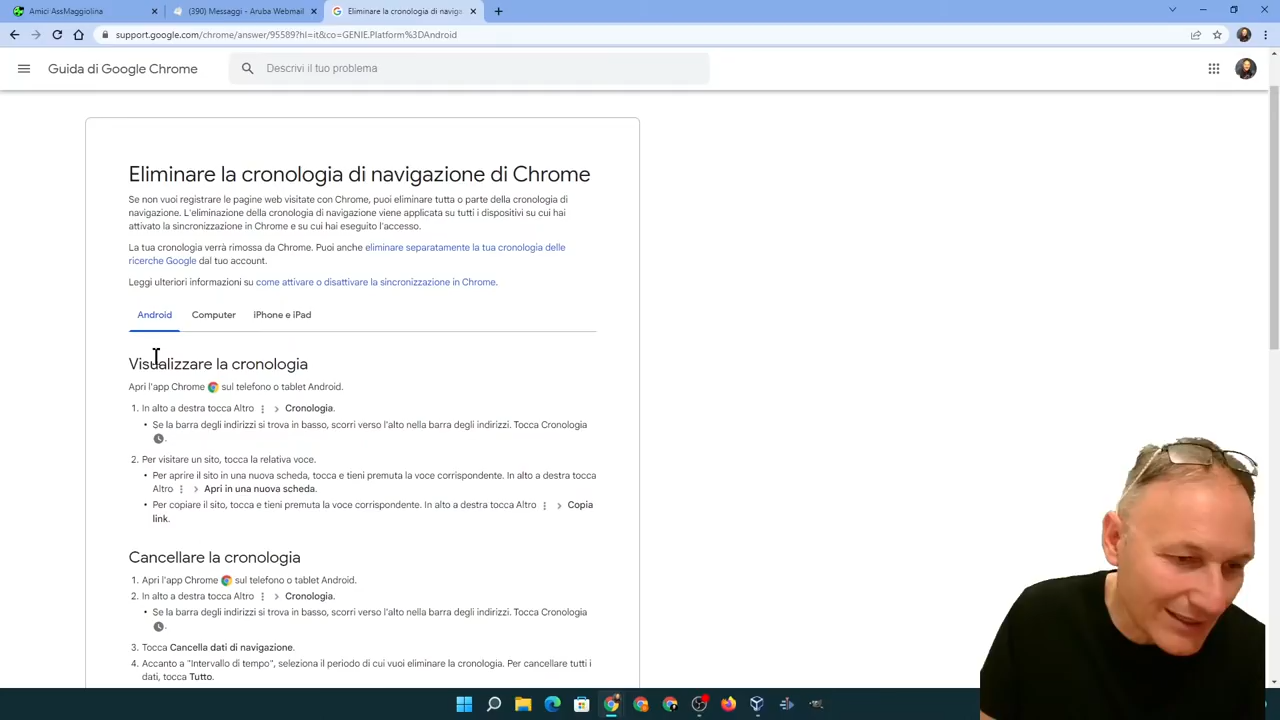 Amici AssMaggiolina
(390) Messaggi - Aruba Webmail
Eliminare la cronologia di naviga
support.google.com/chrome/answer/95589?hl=it&co=GENIE.Platform%3DAndroid
Guida di Google Chrome
Descrivi il tuo problema
Eliminare la cronologia di navigazione di Chrome
Se non vuoi registrare le pagine web visitate con Chrome, puoi eliminare tutta o parte della cronologia di
navigazione. L'eliminazione della cronologia di navigazione viene applicata su tutti i dispositivi su cui hai
attivato la sincronizzazione in Chrome e su cui hai eseguito l'accesso.
La tua cronologia verrà rimossa da Chrome. Puoi anche eliminare separatamente la tua cronologia delle
ricerche Google dal tuo account.
Leggi ulteriori informazioni su come attivare o disattivare la sincronizzazione in Chrome.
Android Computer iPhone e iPad
Visualizzare la cronologia
Apri l'app Chrome sul telefono o tablet Android.
1. In alto a destra tocca Altro > Cronologia.
• Se la barra degli indirizzi si trova in basso, scorri verso l'alto nella barra degli indirizzi. Tocca Cronologia
.
2. Per visitare un sito, tocca la relativa voce.
• Per aprire il sito in una nuova scheda, tocca e tieni premuta la voce corrispondente. In alto a destra tocca
Altro > Apri in una nuova scheda.
• Per copiare il sito, tocca e tieni premuta la voce corrispondente. In alto a destra tocca Altro > Copia
link.
Cancellare la cronologia
1. Apri l'app Chrome sul telefono o tablet Android.
2. In alto a destra tocca Altro > Cronologia.
• Se la barra degli indirizzi si trova in basso, scorri verso l'alto nella barra degli indirizzi. Tocca Cronologia
.
3. Tocca Cancella dati di navigazione.
4. Accanto a "Intervallo di tempo", seleziona il periodo di cui vuoi eliminare la cronologia. Per cancellare tutti i
dati, tocca Tutto.